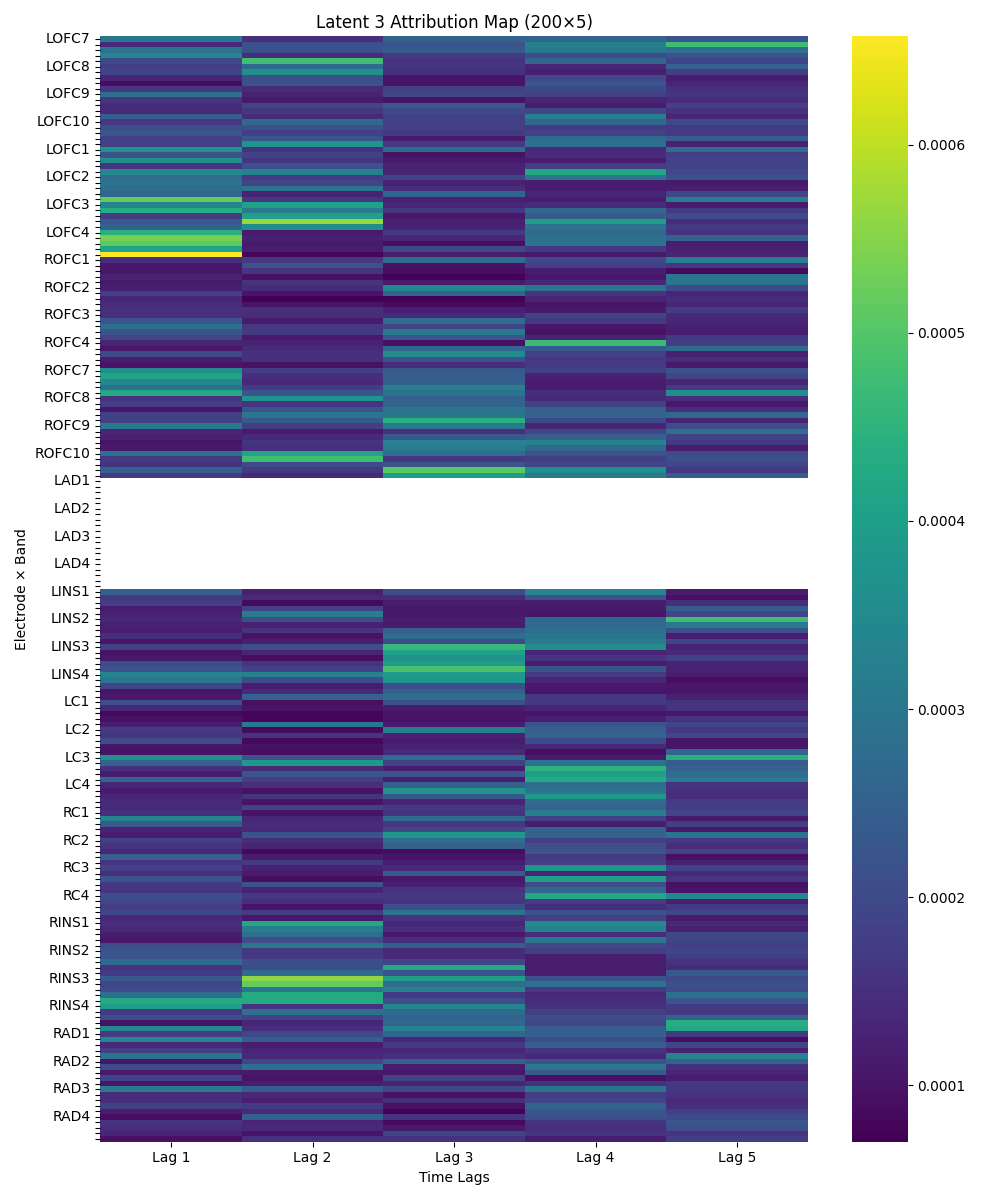 Latent 3 Attribution Map (200×5)
LOFC7
LOFC8
LOFC9
LOFC10
LOFC1
LOFC2
LOFC3
LOFC4
ROFC1
ROFC2
ROFC3
ROFC4
ROFC7
ROFC8
ROFC9
ROFC10
LAD1
LAD2
LAD3
LAD4
LINS1
LINS2
LINS3
LINS4
LC1
LC2
LC3
LC4
RC1
RC2
RC3
RC4
RINS1
RINS2
RINS3
RINS4
RAD1
RAD2
RAD3
RAD4
Electrode × Band
Lag 1
Lag 2
Lag 3
Lag 4
Lag 5
Time Lags
0.0006
0.0005
0.0004
0.0003
0.0002
0.0001